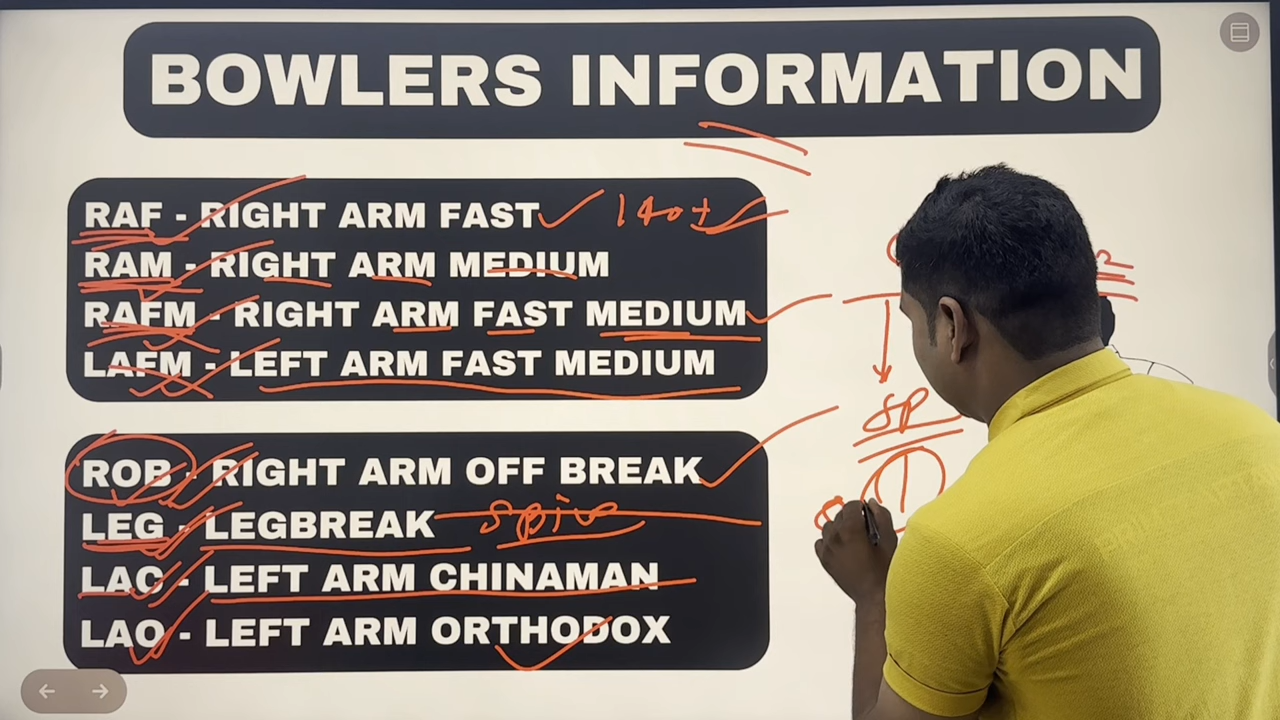 BOWLERS INFORMATION
RAF - RIGHT ARM FAST 140+
RAM - RIGHT ARM MEDIUM
RAFM - RIGHT ARM FAST MEDIUM
LAFM - LEFT ARM FAST MEDIUM
SP
ROB - RIGHT ARM OFF BREAK
LEG - LEGBREAK
LAC - LEFT ARM CHINAMAN
LAO - LEFT ARM ORTHODOX